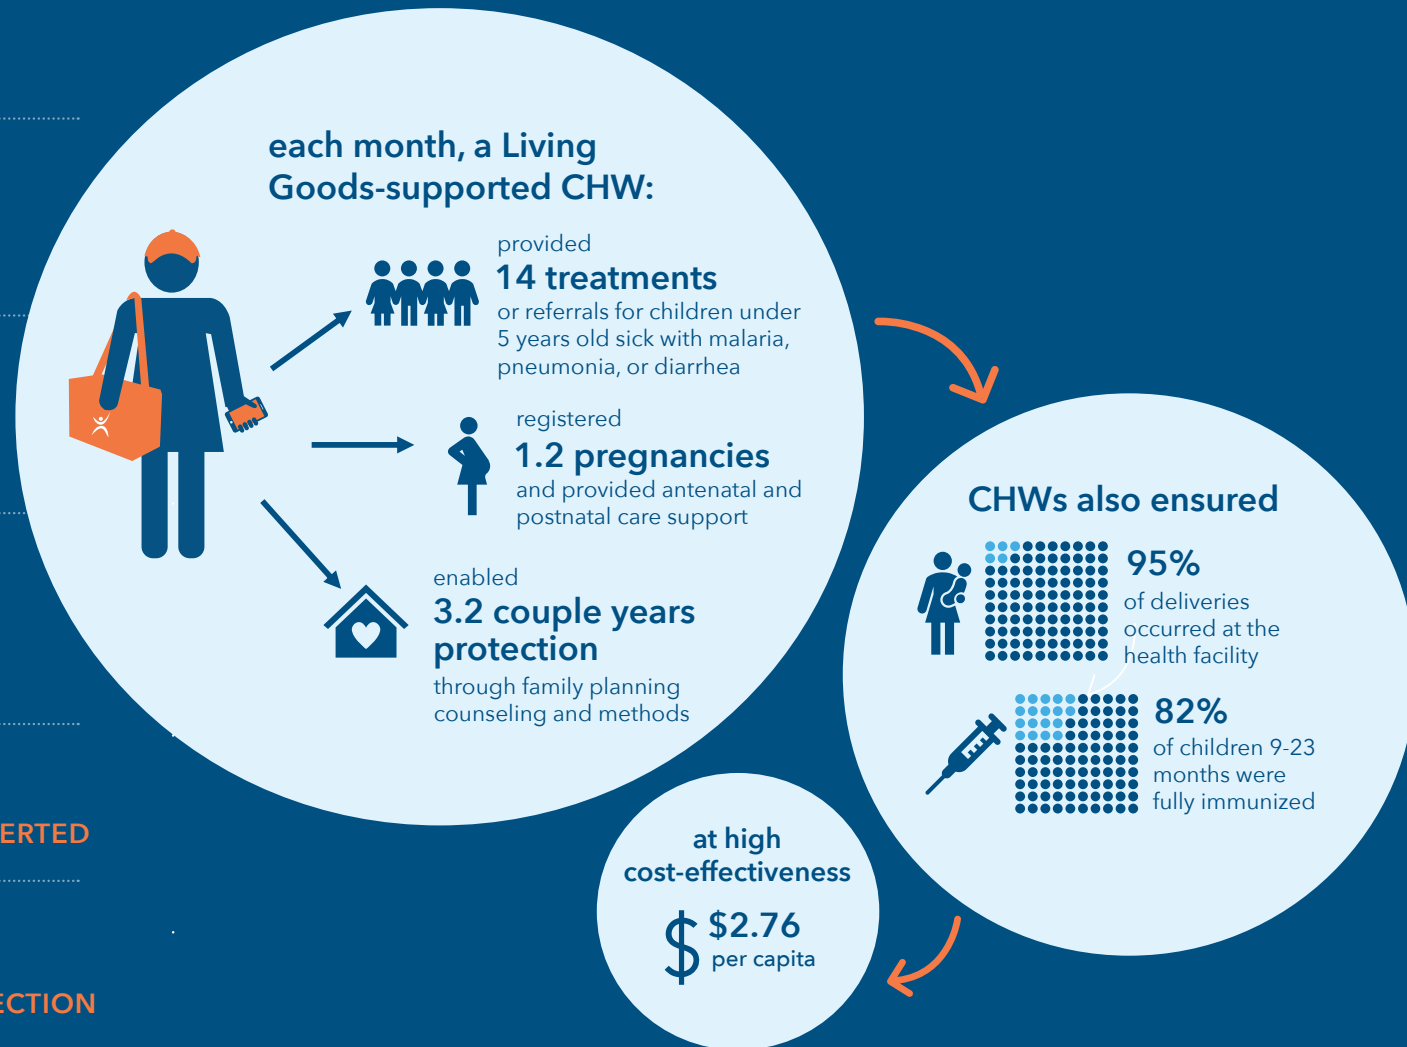 each month, a Living
Goods-supported CHW:
provided
14 treatments
or referrals for children under
5 years old sick with malaria,
pneumonia, or diarrhea
registered
1.2 pregnancies
and provided antenatal and
postnatal care support
enabled
3.2 couple years
protection
through family planning
counseling and methods
CHWs also ensured
95%
of deliveries
occurred at the
health facility
82%
of children 9-23
months were
fully immunized
at high
cost-effectiveness
$ $2.76
per capita
ERTED
ECTION